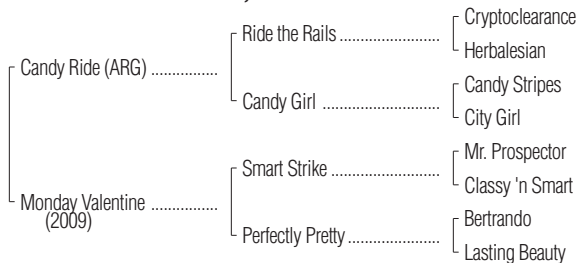 Cryptoclearance
Ride the Rails ....................
Herbalesian
Candy Ride (ARG) ................
Candy Stripes
Candy Girl ........................
City Girl
Mr. Prospector
Smart Strike .......................
Classy 'n Smart
Monday Valentine ................
(2009)
Bertrando
Perfectly Pretty ...................
Lasting Beauty